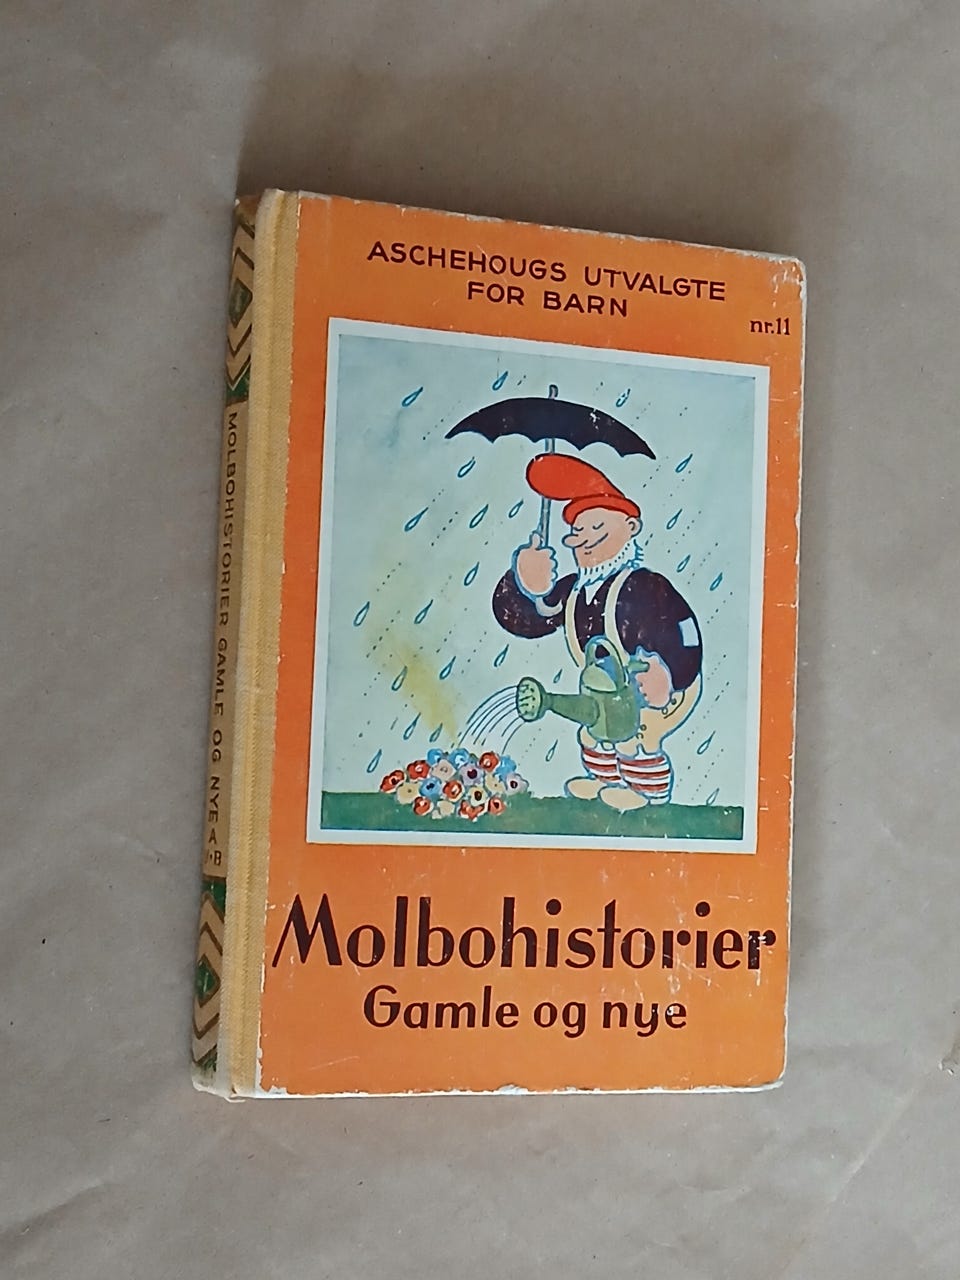 ASCHEHOUGS UTVALGTE
FOR BARN
nr.11
Molbohistorier
Gamle og nye
MOLBOHISTORIER GAMLE OG NYE A
U·B